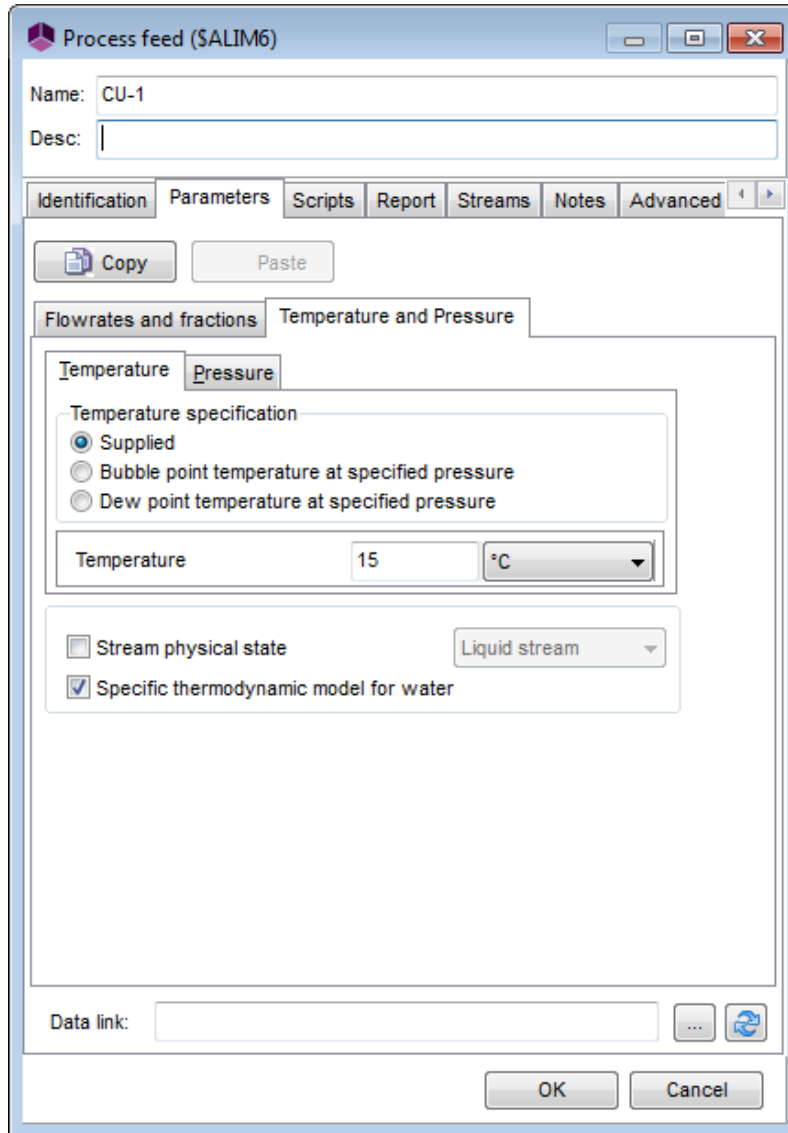 Process feed ($ALIM6)
Name: CU-1
Desc:
Identification Parameters Scripts Report Streams Notes Advanced
Copy Paste
Flowrates and fractions Temperature and Pressure
Temperature Pressure
Temperature specification
Supplied
Bubble point temperature at specified pressure
Dew point temperature at specified pressure
Temperature 15 °C
Stream physical state Liquid stream
Specific thermodynamic model for water
Data link: ...
OK Cancel